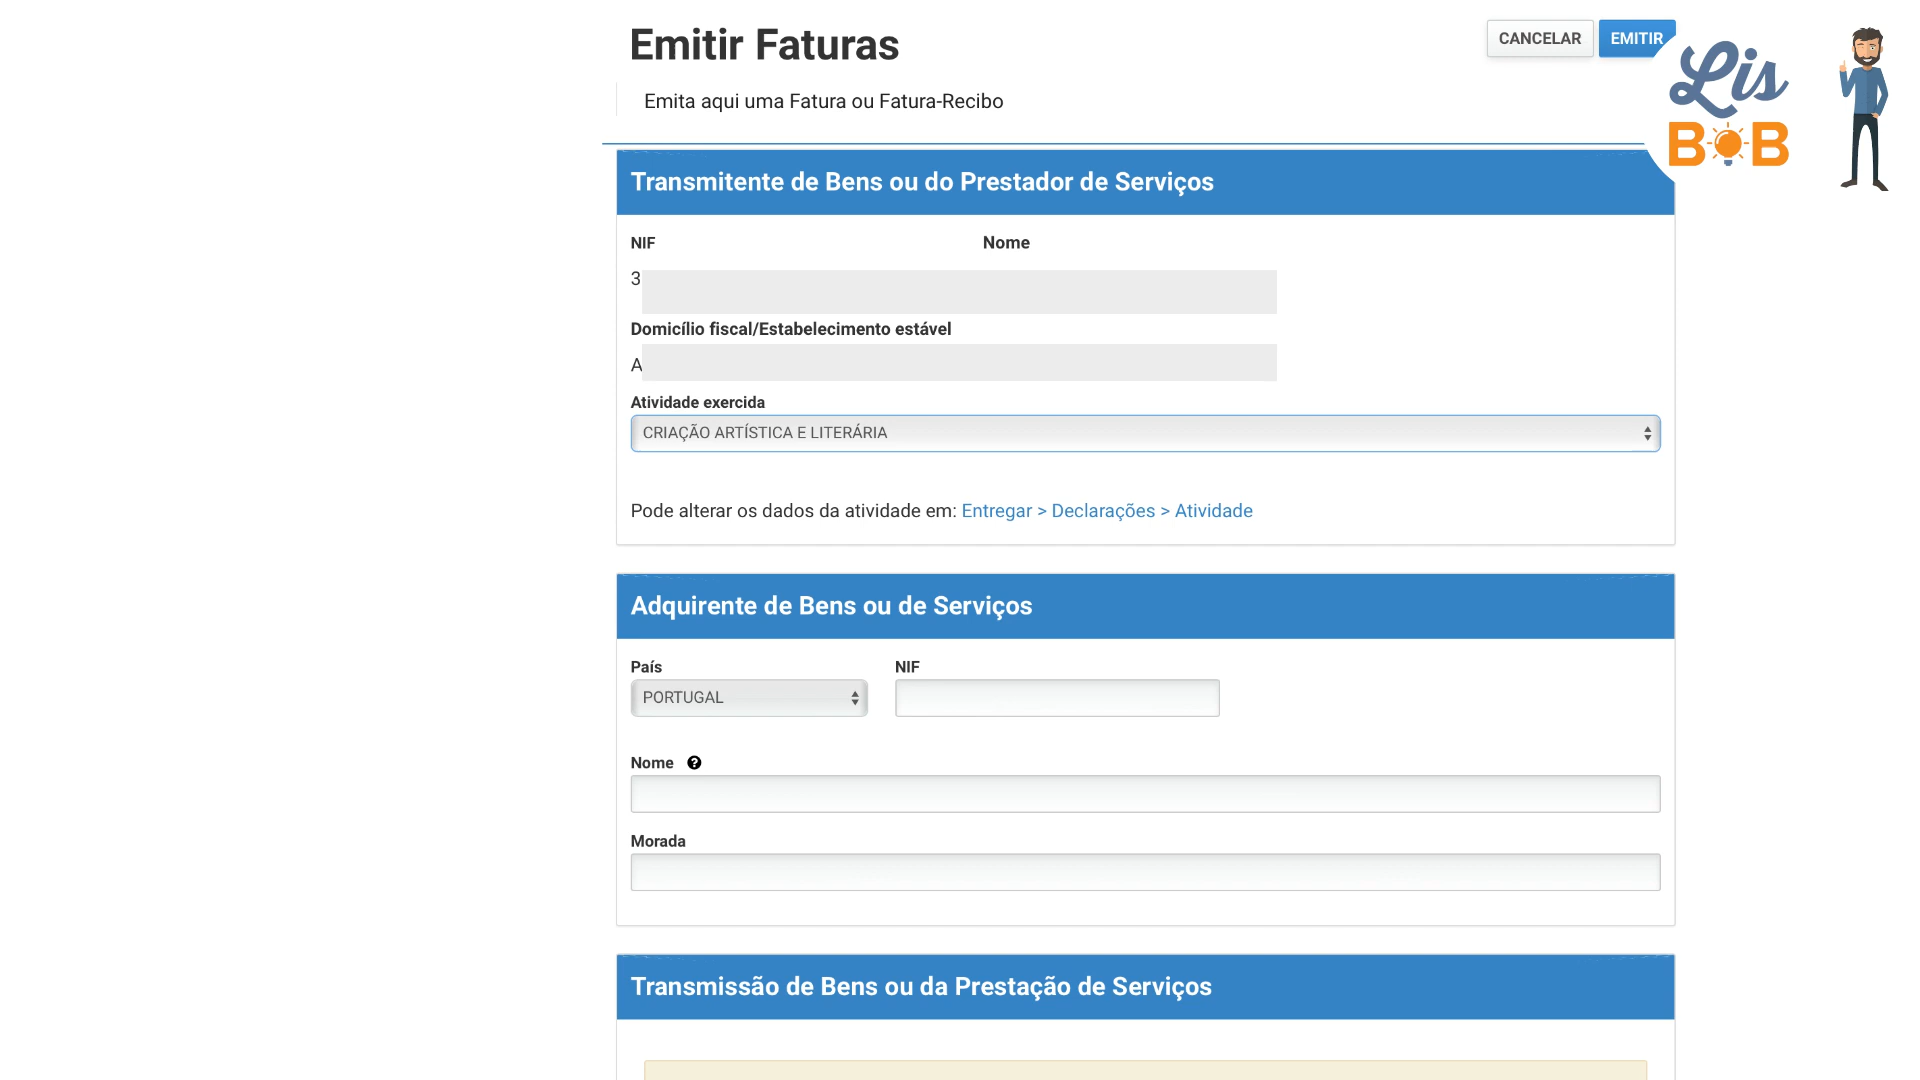 Emitir Faturas
CANCELAR
EMITIR
Lis
BOB
Emita aqui uma Fatura ou Fatura-Recibo
Transmitente de Bens ou do Prestador de Serviços
NIF
Nome
3
Domicílio fiscal/Estabelecimento estável
A
Atividade exercida
CRIAÇÃO ARTÍSTICA E LITERÁRIA
Pode alterar os dados da atividade em: Entregar > Declarações > Atividade
Adquirente de Bens ou de Serviços
País
NIF
PORTUGAL
Nome ?
Morada
Transmissão de Bens ou da Prestação de Serviços